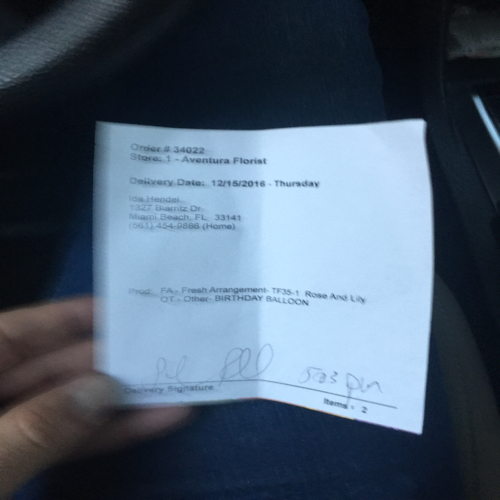 Order # 34022
Store: 1 - Aventura Florist
Delivery Date: 12/15/2016 - Thursday
Ida Hendel
1327 Biarritz Dr.
Miami Beach, FL 33141
(561) 454-9886 (Home)
Prod: FA - Fresh Arrangement- TF35-1 Rose And Lily
OT - Other- BIRTHDAY BALLOON
5:03 pm
Delivery Signature
Items = 2